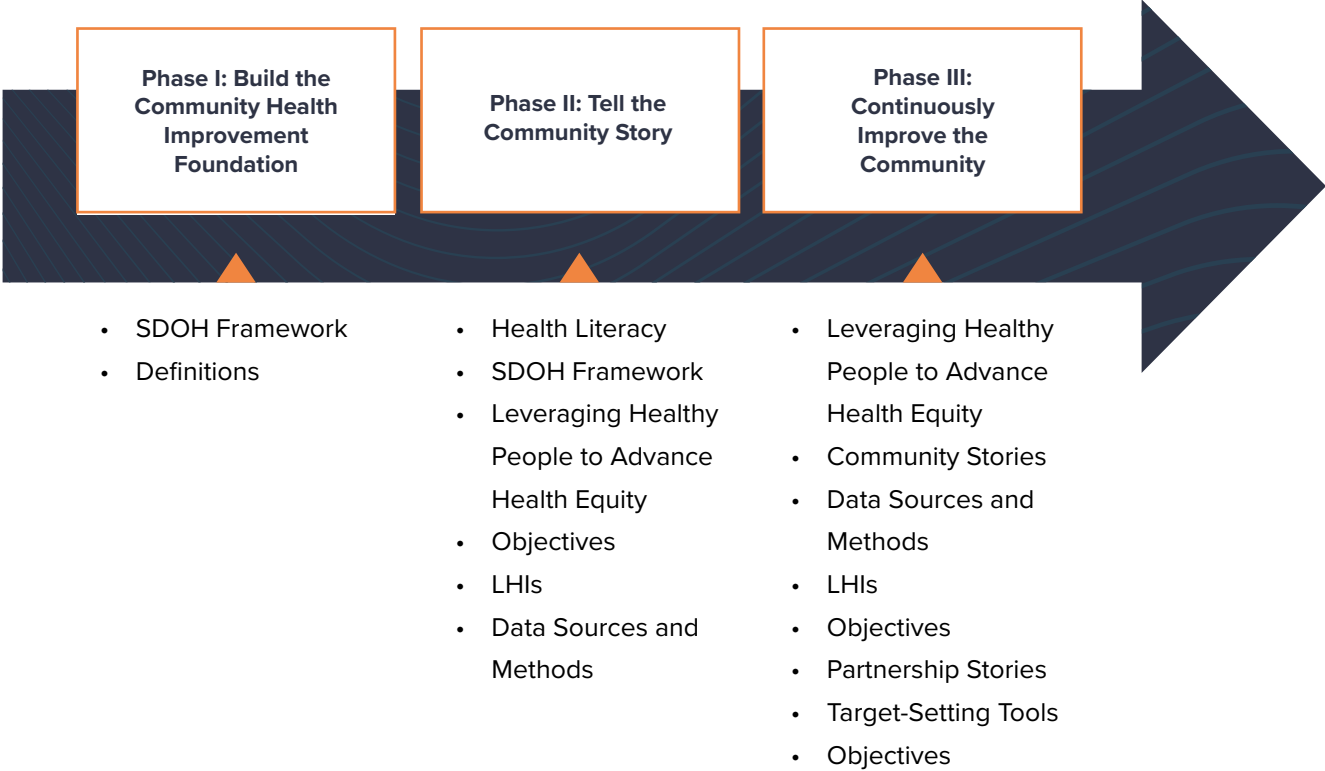 Phase I: Build the
Community Health
Improvement
Foundation
Phase II: Tell the
Community Story
Phase III:
Continuously
Improve the
Community
• SDOH Framework
• Definitions
• Health Literacy
• SDOH Framework
• Leveraging Healthy
People to Advance
Health Equity
• Objectives
• LHIs
• Data Sources and
Methods
• Leveraging Healthy
People to Advance
Health Equity
• Community Stories
• Data Sources and
Methods
• LHIs
• Objectives
• Partnership Stories
• Target-Setting Tools
• Objectives